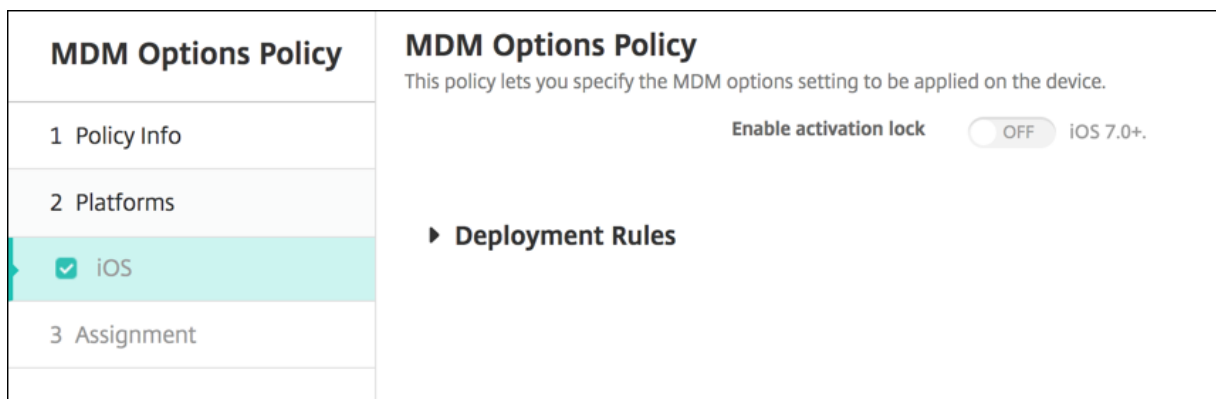 MDM Options Policy
1 Policy Info
2 Platforms
iOS
3 Assignment
MDM Options Policy
This policy lets you specify the MDM options setting to be applied on the device.
Enable activation lock OFF iOS 7.0+.
Deployment Rules